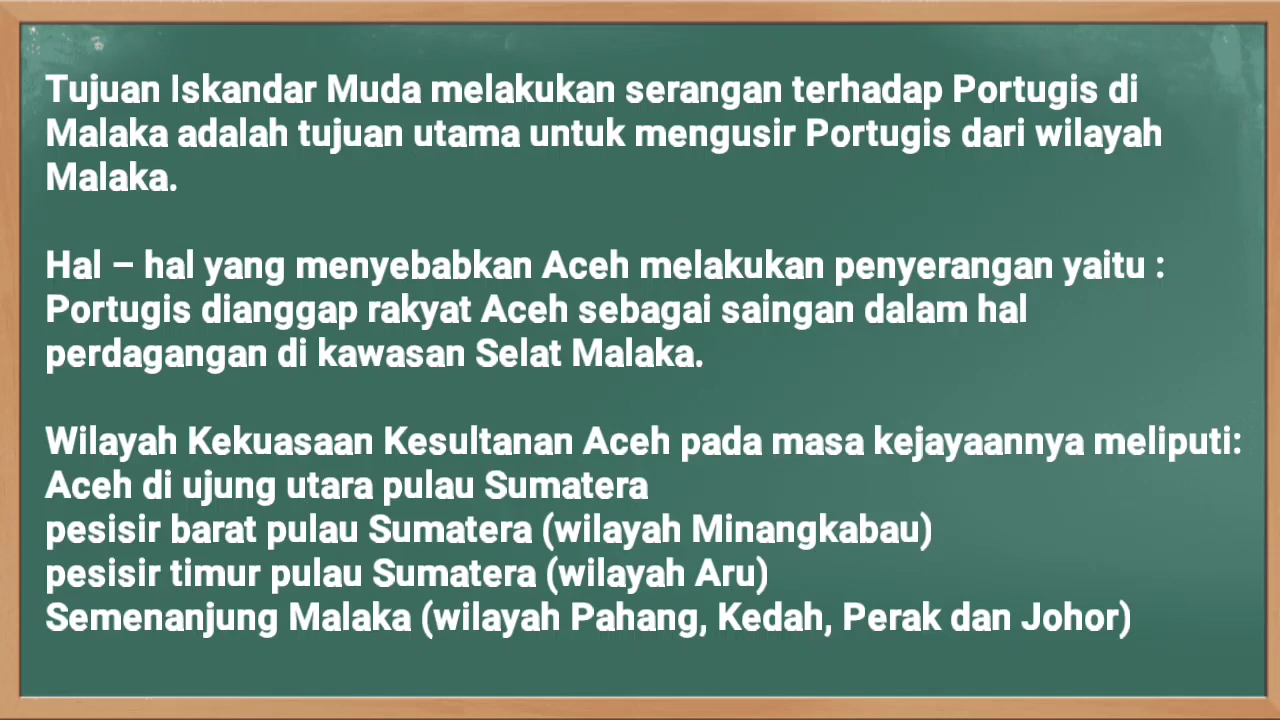 Tujuan Iskandar Muda melakukan serangan terhadap Portugis di
Malaka adalah tujuan utama untuk mengusir Portugis dari wilayah
Malaka.
Hal – hal yang menyebabkan Aceh melakukan penyerangan yaitu :
Portugis dianggap rakyat Aceh sebagai saingan dalam hal
perdagangan di kawasan Selat Malaka.
Wilayah Kekuasaan Kesultanan Aceh pada masa kejayaannya meliputi:
Aceh di ujung utara pulau Sumatera
pesisir barat pulau Sumatera (wilayah Minangkabau)
pesisir timur pulau Sumatera (wilayah Aru)
Semenanjung Malaka (wilayah Pahang, Kedah, Perak dan Johor)